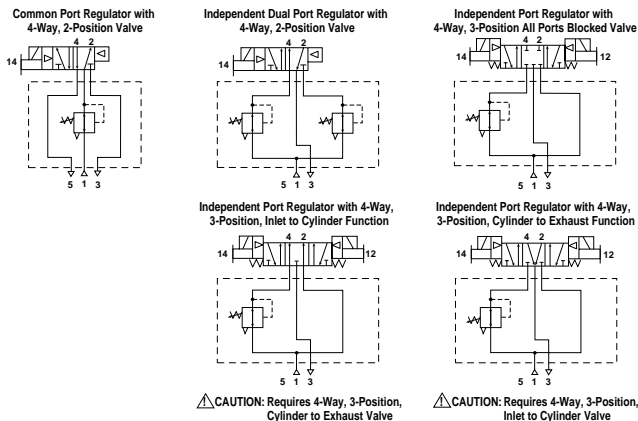 Common Port Regulator with
4-Way, 2-Position Valve
4 2
14
5 1 3
Independent Dual Port Regulator with
4-Way, 2-Position Valve
4 2
14
5 1 3
Independent Port Regulator with
4-Way, 3-Position All Ports Blocked Valve
4 2
14 12
5 1 3
Independent Port Regulator with 4-Way,
3-Position, Inlet to Cylinder Function
4 2
14 12
5 1 3
⚠CAUTION: Requires 4-Way, 3-Position,
Cylinder to Exhaust Valve
Independent Port Regulator with 4-Way,
3-Position, Cylinder to Exhaust Function
4 2
14 12
5 1 3
⚠CAUTION: Requires 4-Way, 3-Position,
Inlet to Cylinder Valve